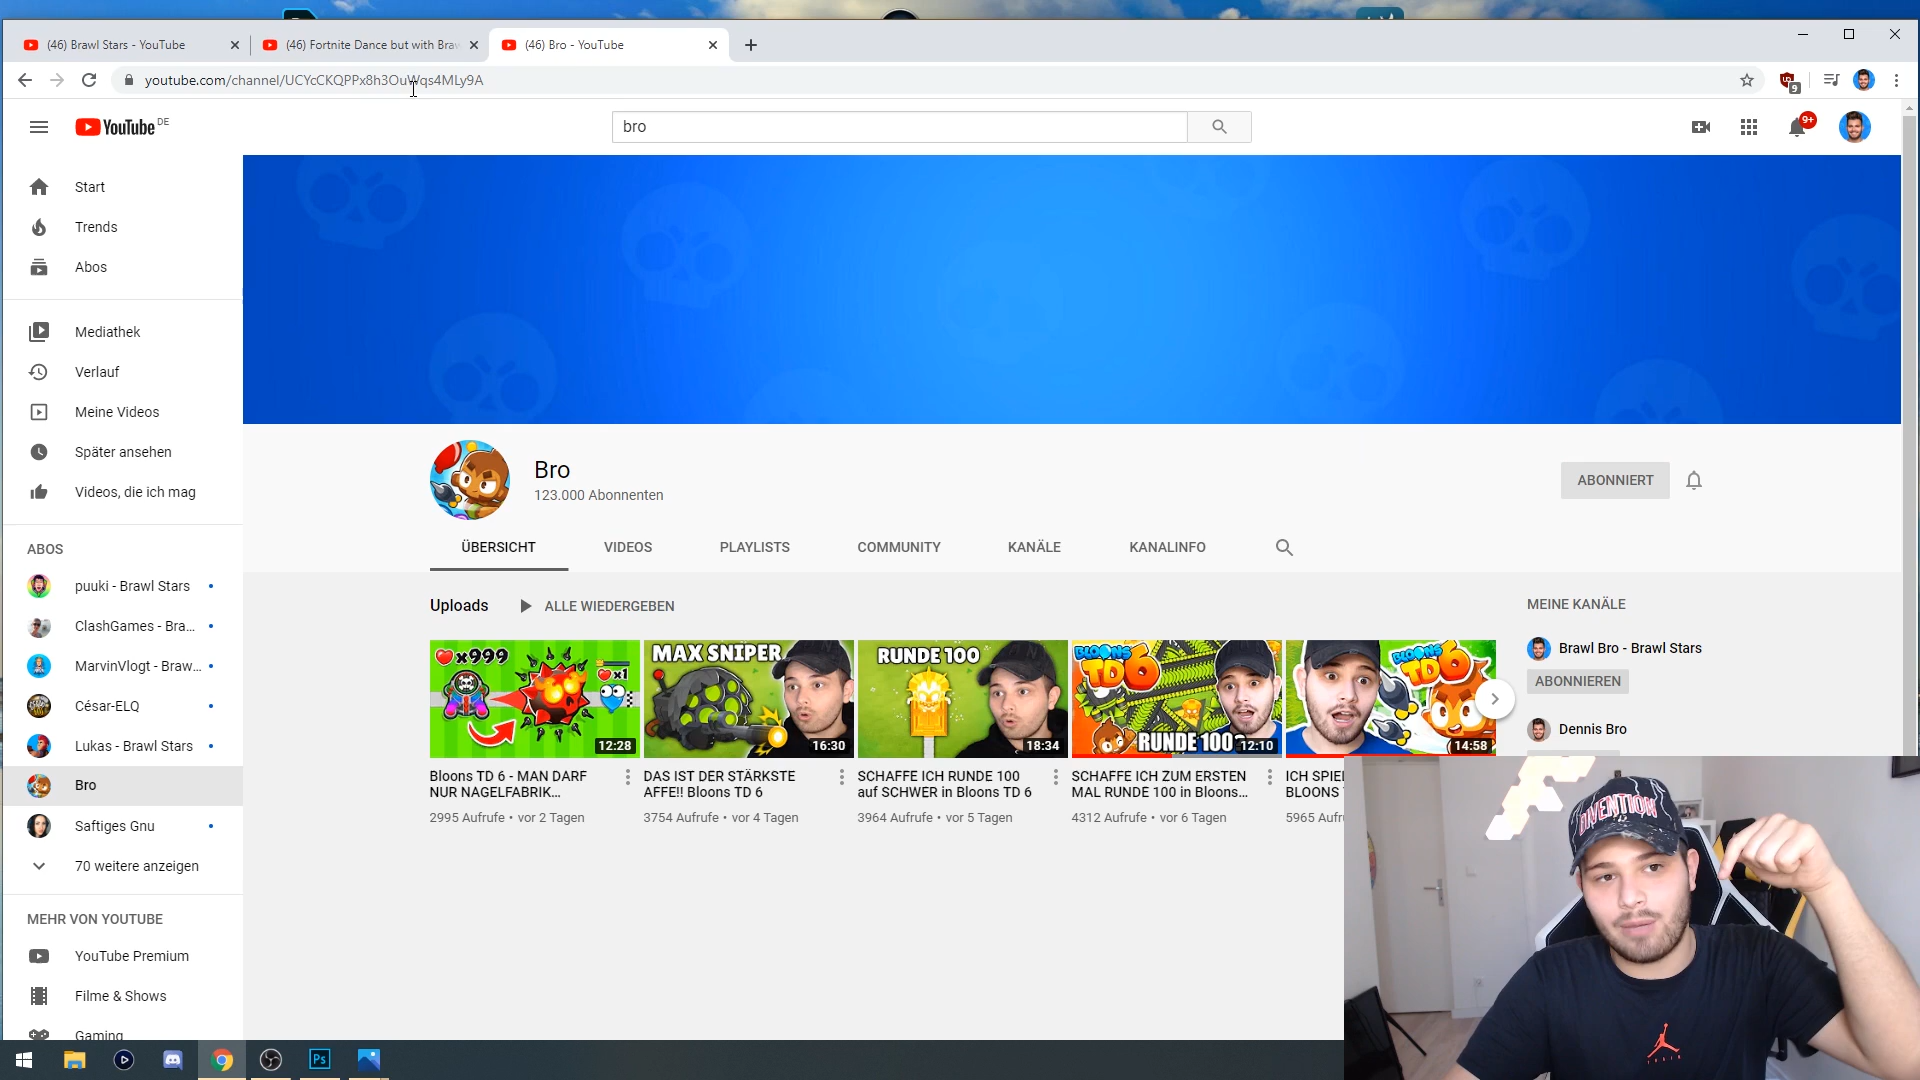 (46) Brawl Stars - YouTube
(46) Fortnite Dance but with Braw
(46) Bro - YouTube
youtube.com/channel/UCYcCKQPPx8h3OuWqs4MLy9A
9
YouTube DE
bro
9+
Start
Trends
Abos
Mediathek
Verlauf
Meine Videos
Später ansehen
Videos, die ich mag
ABOS
puuki - Brawl Stars
ClashGames - Bra...
MarvinVlogt - Braw...
César-ELQ
Lukas - Brawl Stars
Bro
Saftiges Gnu
70 weitere anzeigen
MEHR VON YOUTUBE
YouTube Premium
Filme & Shows
Gaming
Bro
123.000 Abonnenten
ABONNIERT
ÜBERSICHT
VIDEOS
PLAYLISTS
COMMUNITY
KANÄLE
KANALINFO
Uploads
ALLE WIEDERGEBEN
x999
x1
12:28
Bloons TD 6 - MAN DARF
NUR NAGELFABRIK...
2995 Aufrufe • vor 2 Tagen
MAX SNIPER
16:30
DAS IST DER STÄRKSTE
AFFE!! Bloons TD 6
3754 Aufrufe • vor 4 Tagen
RUNDE 100
18:34
SCHAFFE ICH RUNDE 100
auf SCHWER in Bloons TD 6
3964 Aufrufe • vor 5 Tagen
BLOONS
TD6
RUNDE 100
12:10
SCHAFFE ICH ZUM ERSTEN
MAL RUNDE 100 in Bloons...
4312 Aufrufe • vor 6 Tagen
BLOONS
TD6
14:58
ICH SPIE
BLOONS
5965 Aufr
MEINE KANÄLE
Brawl Bro - Brawl Stars
ABONNIEREN
Dennis Bro
DIVENTION
Ps